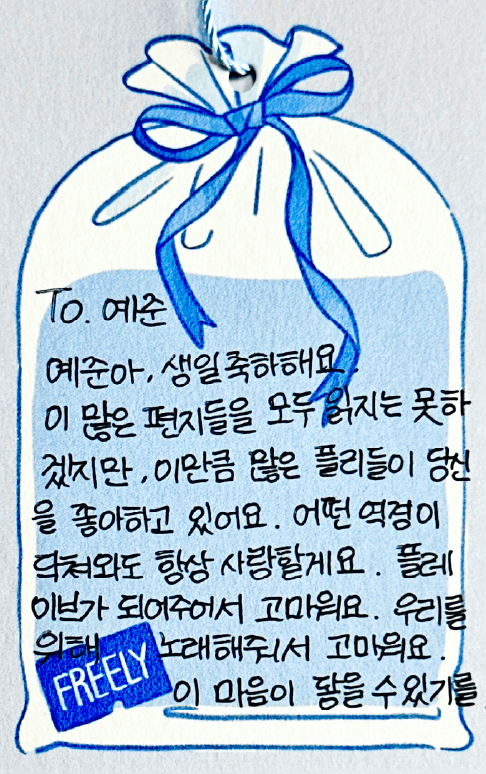 To. 예준
예준아, 생일축하해요.
이 많은 편지들을 모두 읽지는 못하
겠지만, 이만큼 많은 플리들이 당신
을 좋아하고 있어요. 어떤 역경이
닥쳐와도 항상 사랑할게요. 플레
이브가 되어주어서 고마워요. 우리를
위해 노래해줘서 고마워요.
FREELY
이 마음이 닿을 수 있기를